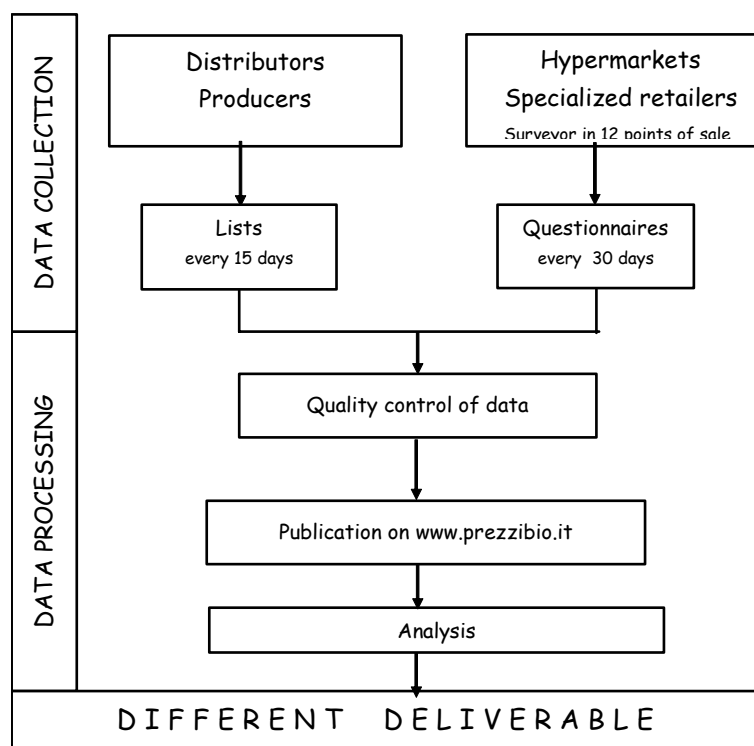 DATA COLLECTION
Distributors
Producers
Hypermarkets
Specialized retailers
Surveyor in 12 points of sale
Lists
every 15 days
Questionnaires
every 30 days
DATA PROCESSING
Quality control of data
Publication on www.prezzibio.it
Analysis
DIFFERENT DELIVERABLE